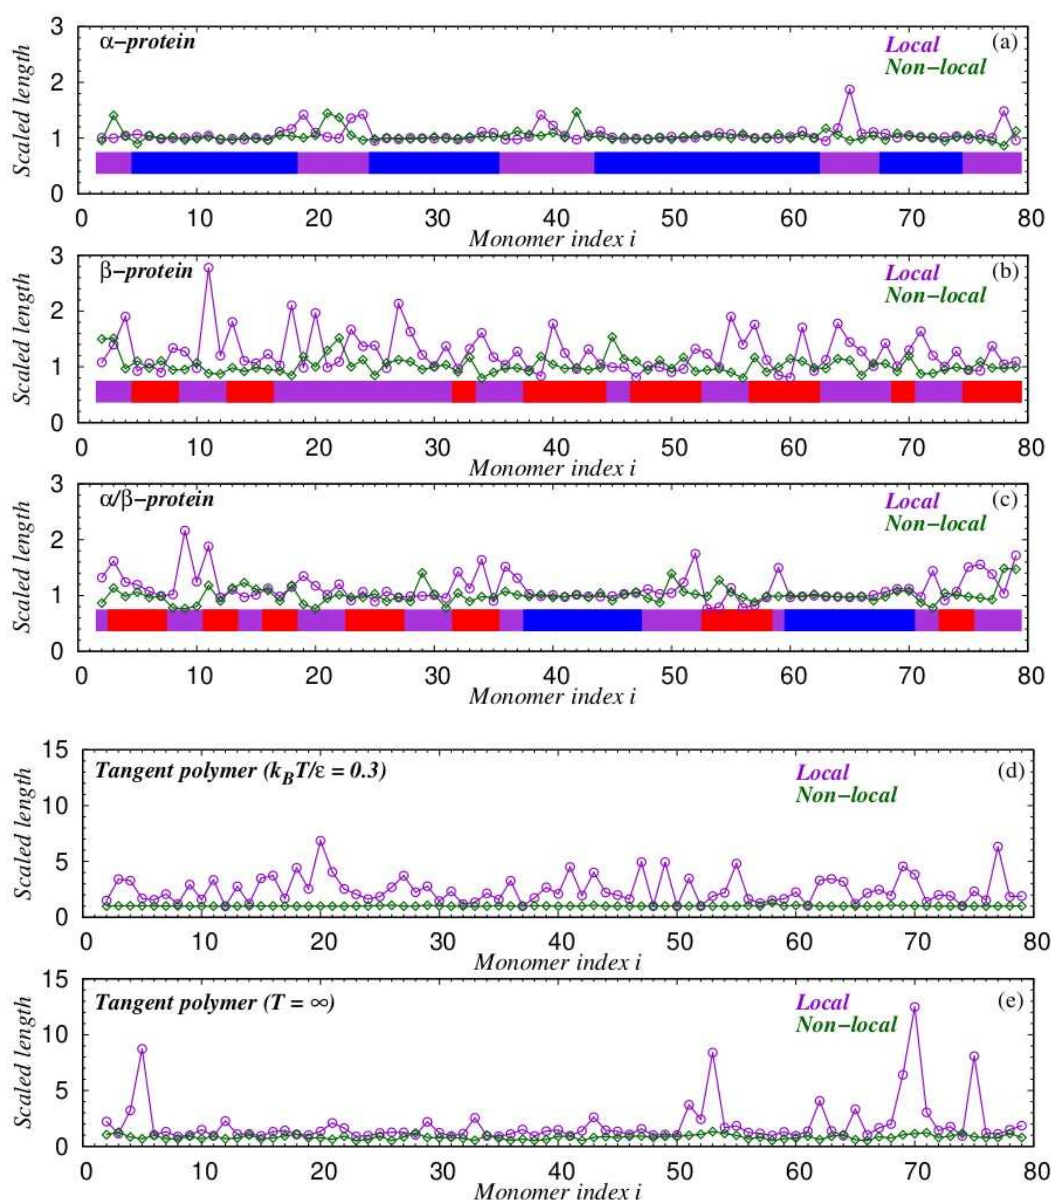 α−protein
Local
Non−local
(a)
Scaled length
3
2
1
0
0 10 20 30 40 50 60 70 80
Monomer index i
β−protein
Local
Non−local
(b)
Scaled length
3
2
1
0
0 10 20 30 40 50 60 70 80
Monomer index i
α/β−protein
Local
Non−local
(c)
Scaled length
3
2
1
0
0 10 20 30 40 50 60 70 80
Monomer index i
Tangent polymer (k_BT/ε = 0.3)
Local
Non−local
(d)
Scaled length
15
10
5
0
0 10 20 30 40 50 60 70 80
Monomer index i
Tangent polymer (T = ∞)
Local
Non−local
(e)
Scaled length
15
10
5
0
0 10 20 30 40 50 60 70 80
Monomer index i